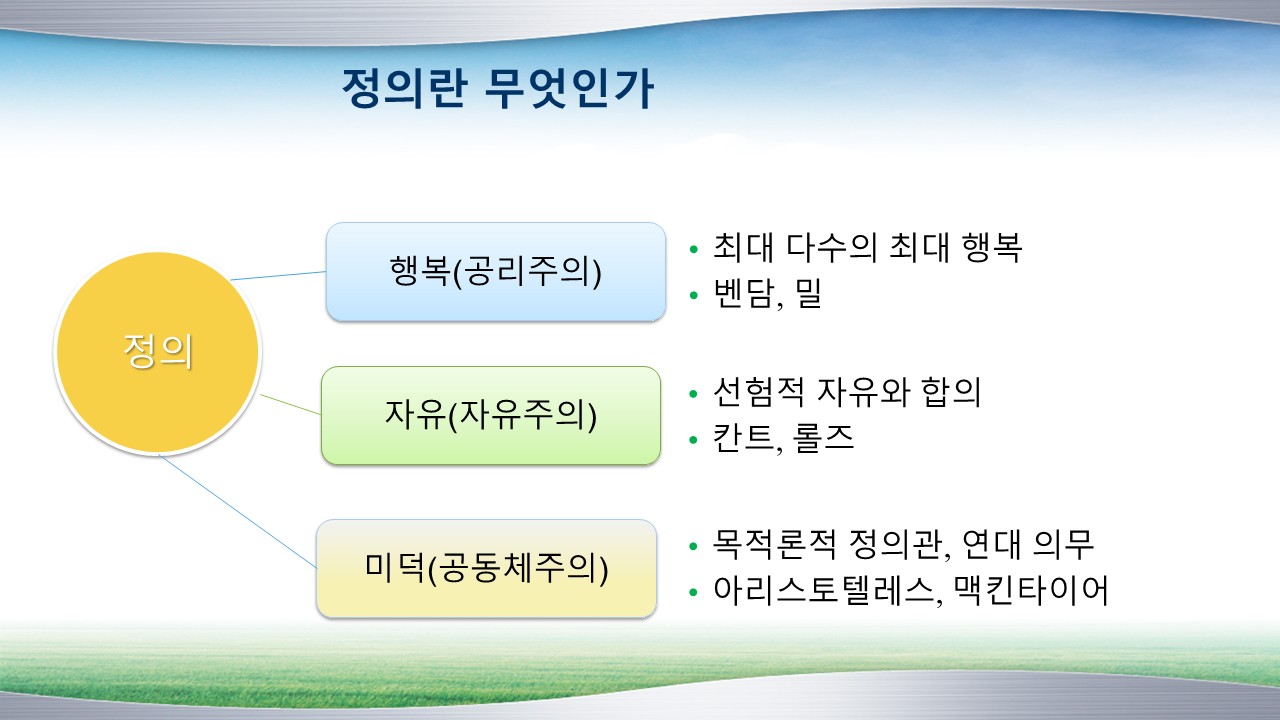 정의란 무엇인가
정의
행복(공리주의)
• 최대 다수의 최대 행복
• 벤담, 밀
자유(자유주의)
• 선험적 자유와 합의
• 칸트, 롤즈
미덕(공동체주의)
• 목적론적 정의관, 연대 의무
• 아리스토텔레스, 맥킨타이어